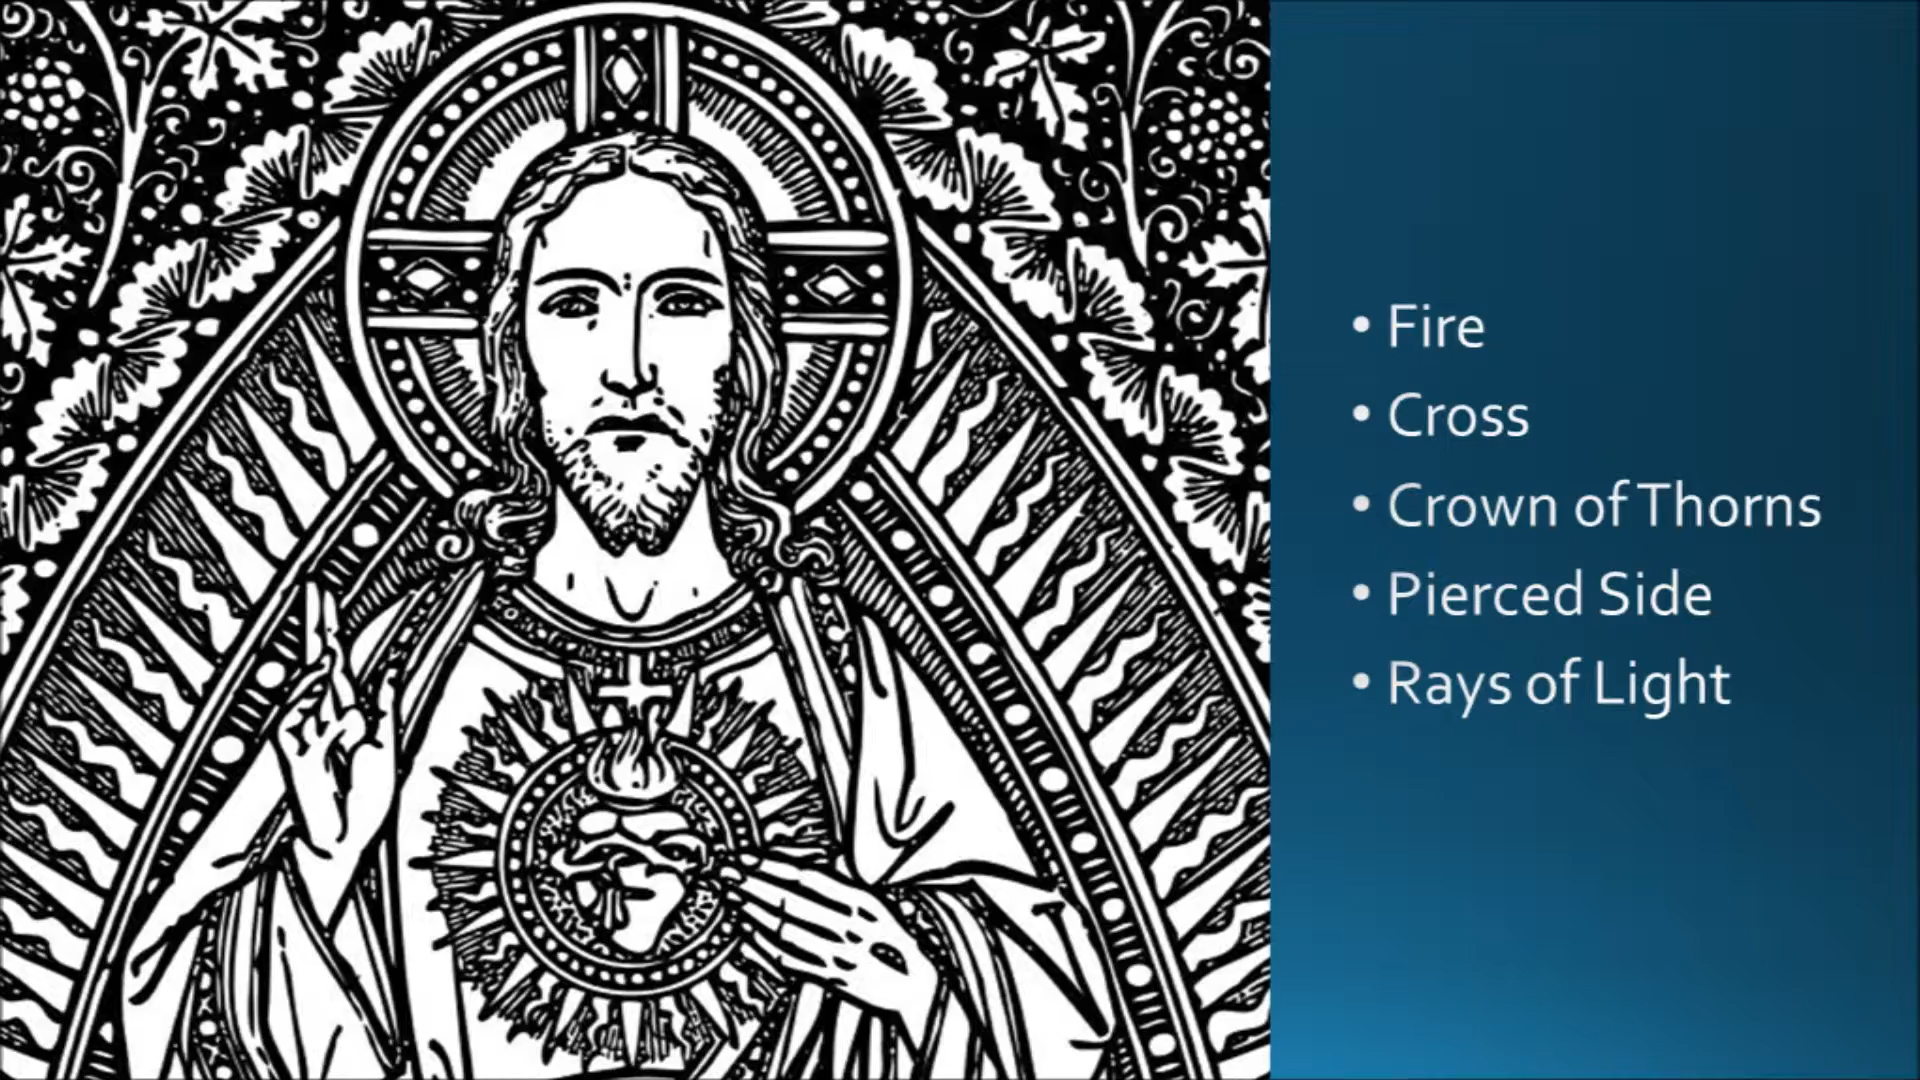 • Fire
• Cross
• Crown of Thorns
• Pierced Side
• Rays of Light